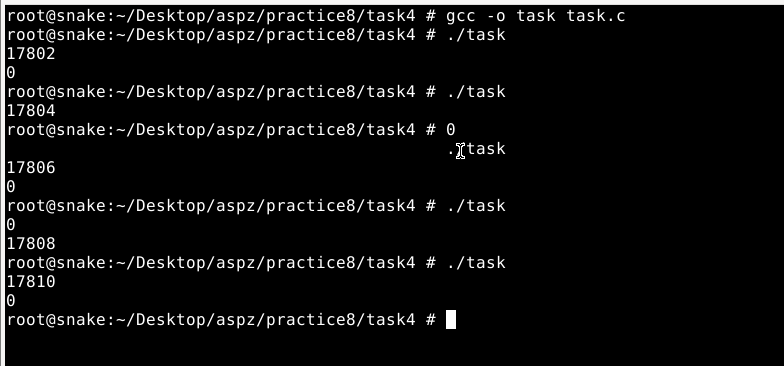 root@snake:~/Desktop/aspz/practice8/task4 # gcc -o task task.c
root@snake:~/Desktop/aspz/practice8/task4 # ./task
17802
0
root@snake:~/Desktop/aspz/practice8/task4 # ./task
17804
root@snake:~/Desktop/aspz/practice8/task4 # 0
./task
17806
0
root@snake:~/Desktop/aspz/practice8/task4 # ./task
0
17808
root@snake:~/Desktop/aspz/practice8/task4 # ./task
17810
0
root@snake:~/Desktop/aspz/practice8/task4 #